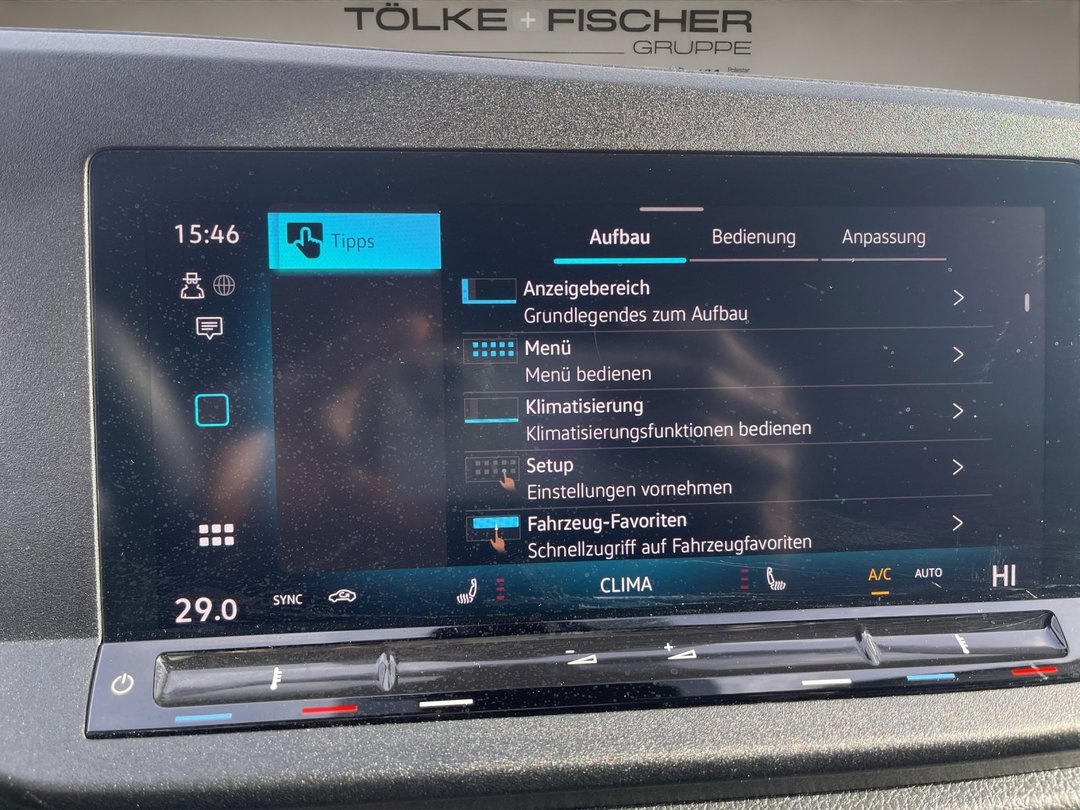 TÖLKE + FISCHER
GRUPPE
15:46
Tipps
Aufbau
Bedienung
Anpassung
Anzeigebereich
Grundlegendes zum Aufbau
Menü
Menü bedienen
Klimatisierung
Klimatisierungsfunktionen bedienen
Setup
Einstellungen vornehmen
Fahrzeug-Favoriten
Schnellzugriff auf Fahrzeugfavoriten
29.0
SYNC
CLIMA
A/C
AUTO
HI